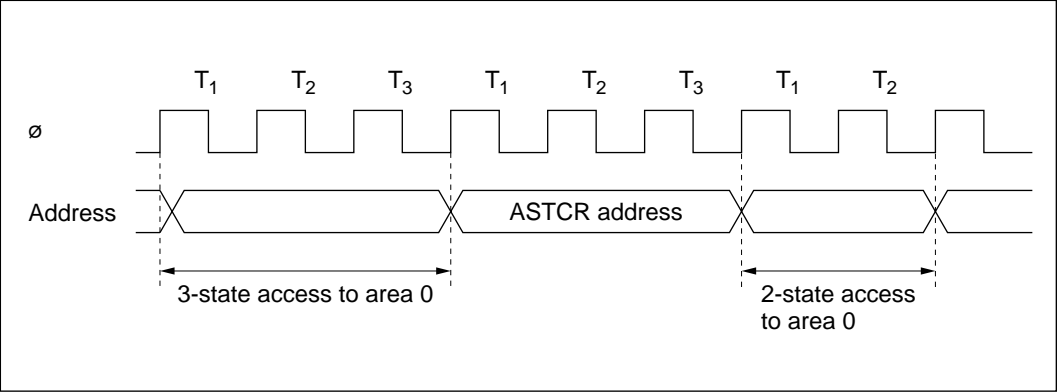 T1 T2 T3 T1 T2 T3 T1 T2
ø
Address ASTCR address
3-state access to area 0 2-state access
to area 0